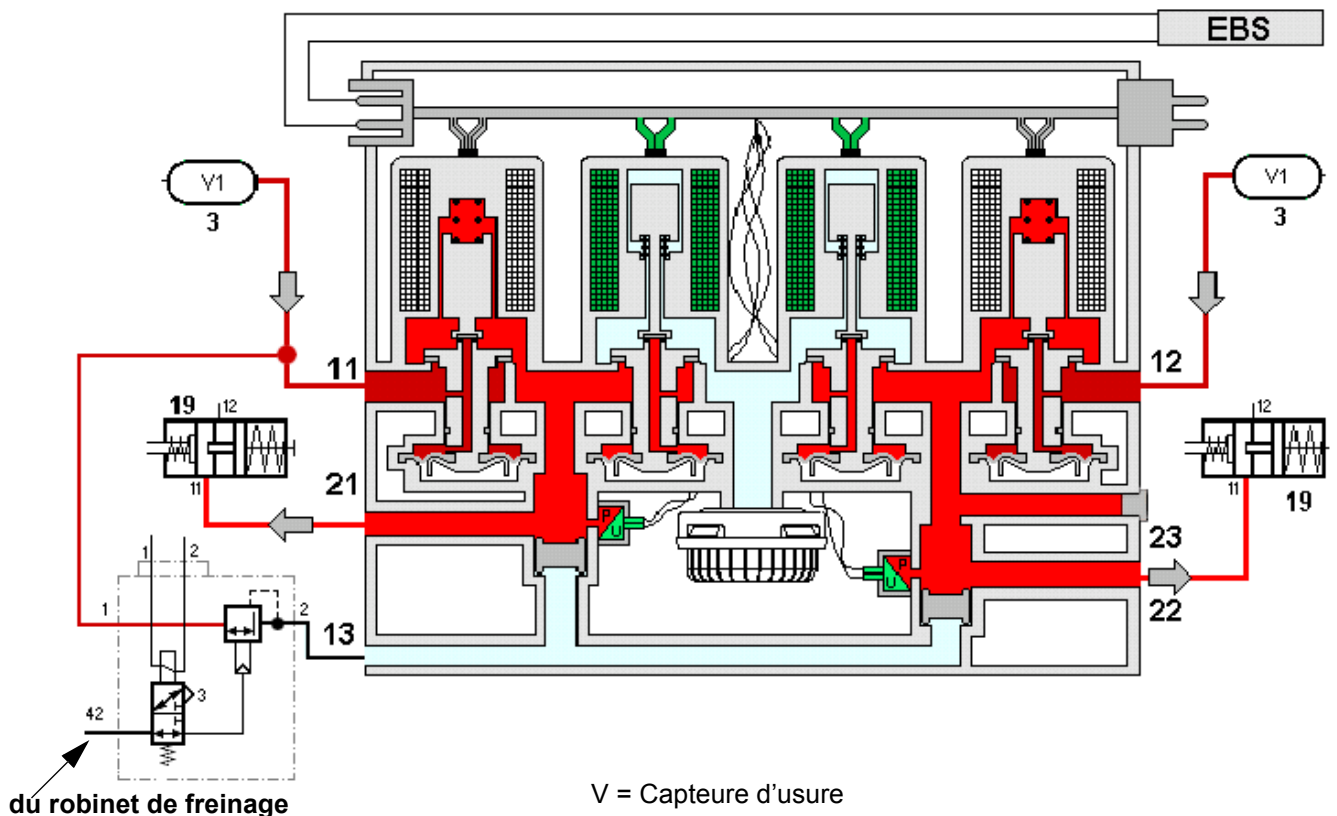 EBS
V1
3
V1
3
11
12
19
12
11
12
11
19
21
P
U
P
U
23
22
1
2
1
2
13
3
42
du robinet de freinage
V = Capteure d'usure